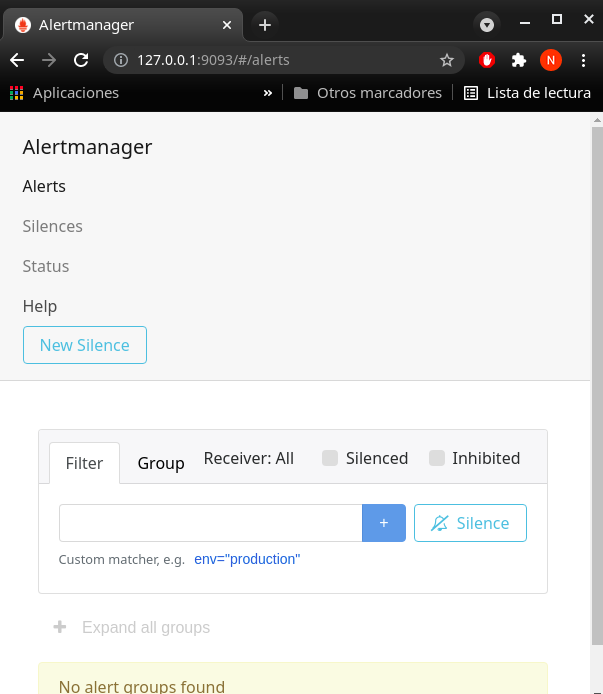 Alertmanager
127.0.0.1:9093/#/alerts
N
Aplicaciones » Otros marcadores Lista de lectura
Alertmanager
Alerts
Silences
Status
Help
New Silence
Filter Group Receiver: All Silenced Inhibited
+ Silence
Custom matcher, e.g. env="production"
+ Expand all groups
No alert groups found